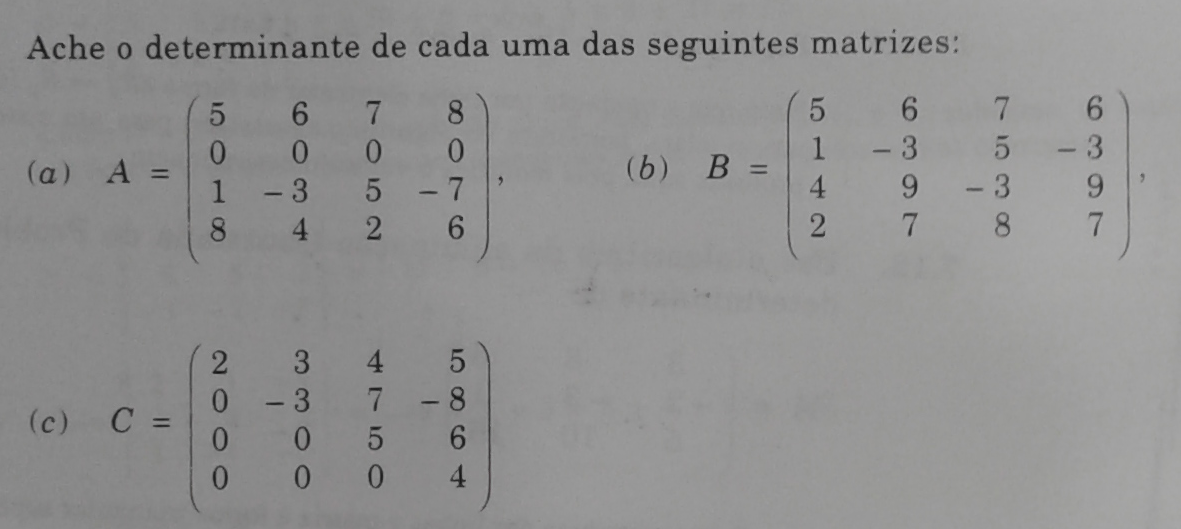 Ache o determinante de cada uma das seguintes matrizes:
(a) A = ( 5 6 7 8
0 0 0 0
1 -3 5 -7
8 4 2 6 ),
(b) B = ( 5 6 7 6
1 -3 5 -3
4 9 -3 9
2 7 8 7 ),
(c) C = ( 2 3 4 5
0 -3 7 -8
0 0 5 6
0 0 0 4 )